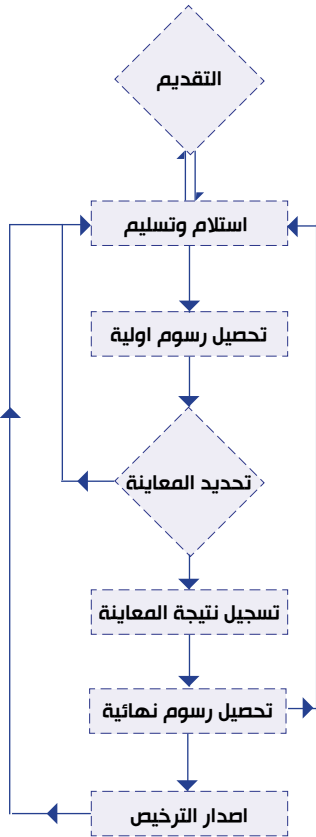 التقديم
استلام وتسليم
تحصيل رسوم اولية
تحديد المعاينة
تسجيل نتيجة المعاينة
تحصيل رسوم نهائية
اصدار الترخيص